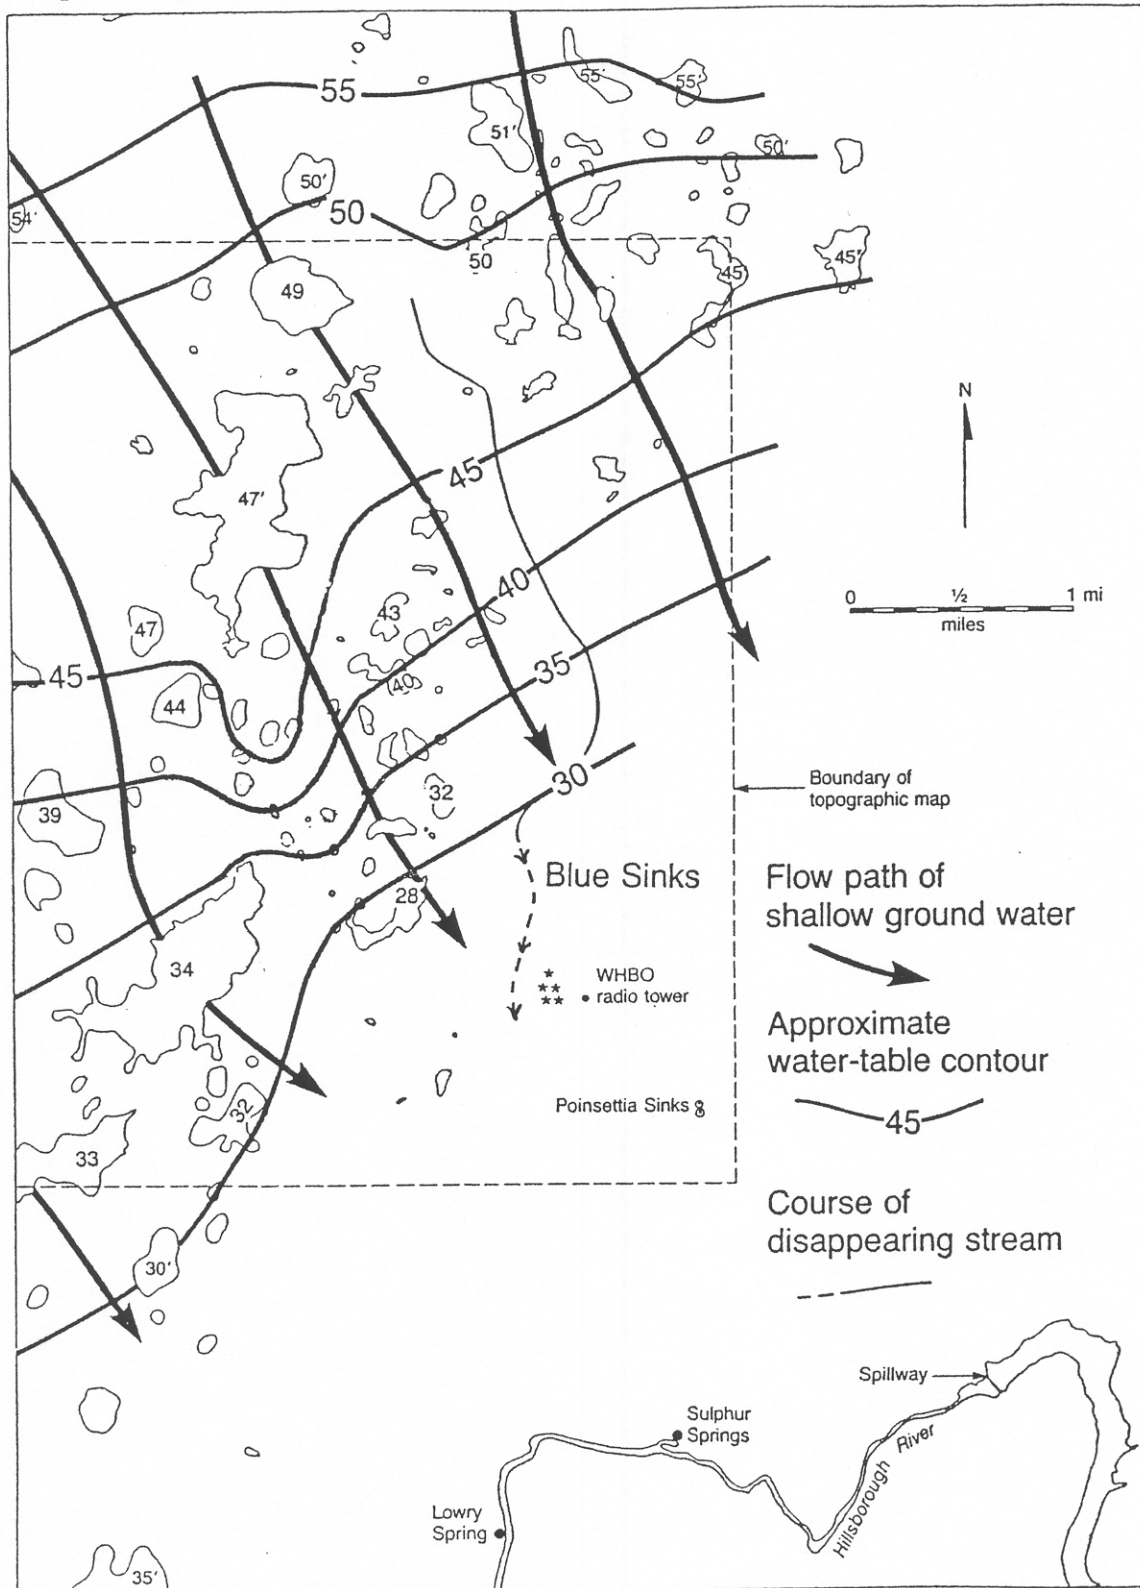 55
55'
55'
51'
50'
50'
50
54'
50
45'
45'
49
N
45
47'
0 ½ 1 mi
miles
40
43
47
35
45
40
44
30
32
39
Boundary of
topographic map
28
Blue Sinks
Flow path of
shallow ground water
34
WHBO
radio tower
Approximate
water-table contour
45
32
Poinsettia Sinks
33
Course of
disappearing stream
30'
Spillway
Sulphur
Springs
Hillsborough River
Lowry
Spring
35'